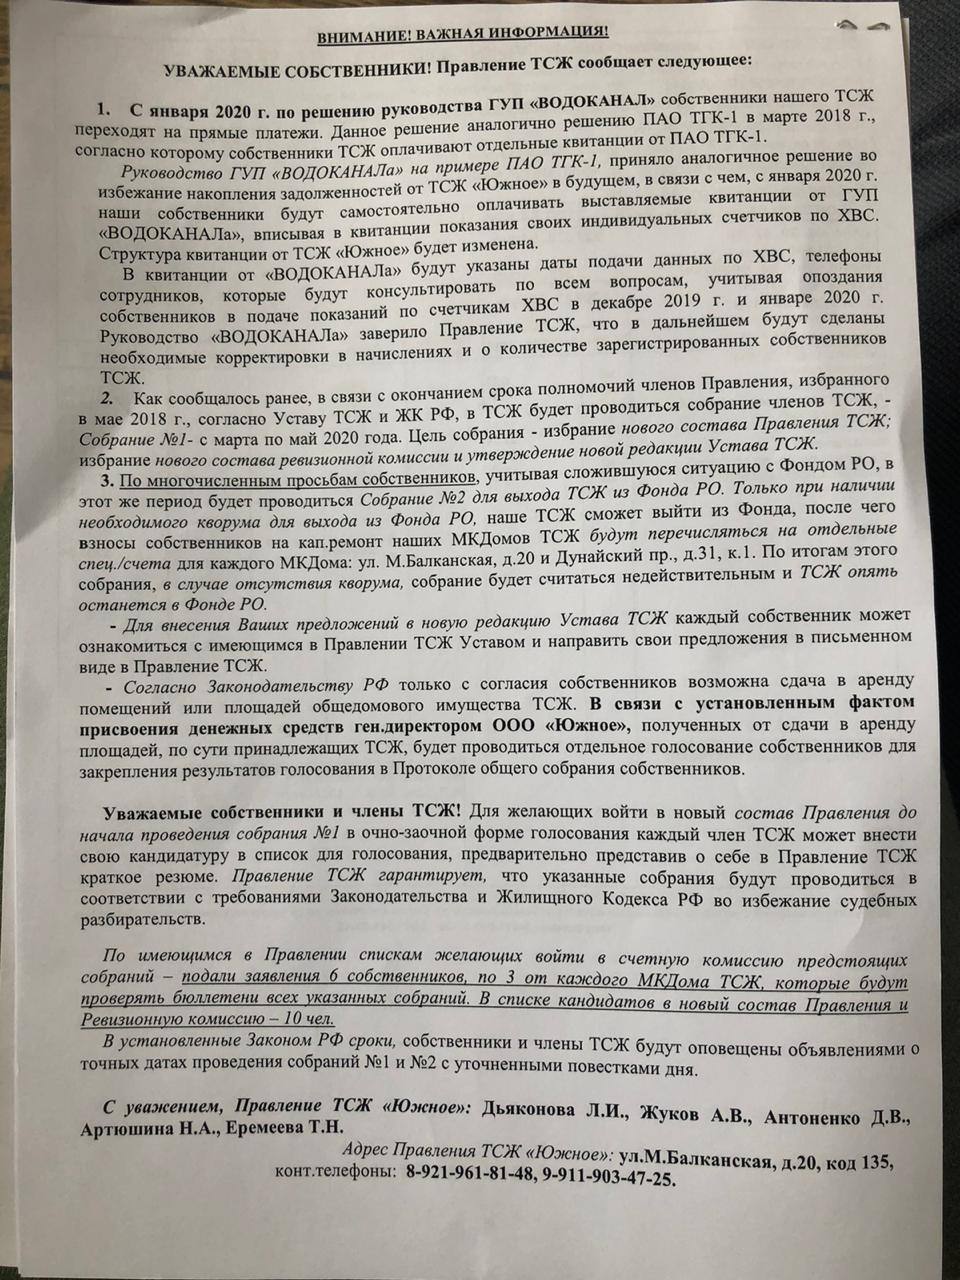 ВНИМАНИЕ! ВАЖНАЯ ИНФОРМАЦИЯ!
УВАЖАЕМЫЕ СОБСТВЕННИКИ! Правление ТСЖ сообщает следующее:
1. С января 2020 г. по решению руководства ГУП «ВОДОКАНАЛ» собственники нашего ТСЖ
переходят на прямые платежи. Данное решение аналогично решению ПАО ТГК-1 в марте 2018 г.,
согласно которому собственники ТСЖ оплачивают отдельные квитанции от ПАО ТГК-1.
Руководство ГУП «ВОДОКАНАЛа» на примере ПАО ТГК-1, приняло аналогичное решение во
избежание накопления задолженностей от ТСЖ «Южное» в будущем, в связи с чем, с января 2020 г.
наши собственники будут самостоятельно оплачивать выставляемые квитанции от ГУП
«ВОДОКАНАЛа», вписывая в квитанции показания своих индивидуальных счетчиков по ХВС.
Структура квитанции от ТСЖ «Южное» будет изменена.
В квитанции от «ВОДОКАНАЛа» будут указаны даты подачи данных по ХВС, телефоны
сотрудников, которые будут консультировать по всем вопросам, учитывая опоздания
собственников в подаче показаний по счетчикам ХВС в декабре 2019 г. и январе 2020 г.
Руководство «ВОДОКАНАЛа» заверило Правление ТСЖ, что в дальнейшем будут сделаны
необходимые корректировки в начислениях и о количестве зарегистрированных собственников
ТСЖ.
2. Как сообщалось ранее, в связи с окончанием срока полномочий членов Правления, избранного
в мае 2018 г., согласно Уставу ТСЖ и ЖК РФ, в ТСЖ будет проводиться собрание членов ТСЖ, -
Собрание №1- с марта по май 2020 года. Цель собрания - избрание нового состава Правления ТСЖ;
избрание нового состава ревизионной комиссии и утверждение новой редакции Устава ТСЖ.
3. По многочисленным просьбам собственников, учитывая сложившуюся ситуацию с Фондом РО, в
этот же период будет проводиться Собрание №2 для выхода ТСЖ из Фонда РО. Только при наличии
необходимого кворума для выхода из Фонда РО, наше ТСЖ сможет выйти из Фонда, после чего
взносы собственников на кап.ремонт наших МКДомов ТСЖ будут перечисляться на отдельные
спец./счета для каждого МКДома: ул. М.Балканская, д.20 и Дунайский пр., д.31, к.1. По итогам этого
собрания, в случае отсутствия кворума, собрание будет считаться недействительным и ТСЖ опять
останется в Фонде РО.
- Для внесения Ваших предложений в новую редакцию Устава ТСЖ каждый собственник может
ознакомиться с имеющимся в Правлении ТСЖ Уставом и направить свои предложения в письменном
виде в Правление ТСЖ.
- Согласно Законодательству РФ только с согласия собственников возможна сдача в аренду
помещений или площадей общедомового имущества ТСЖ. В связи с установленным фактом
присвоения денежных средств ген.директором ООО «Южное», полученных от сдачи в аренду
площадей, по сути принадлежащих ТСЖ, будет проводиться отдельное голосование собственников для
закрепления результатов голосования в Протоколе общего собрания собственников.
Уважаемые собственники и члены ТСЖ! Для желающих войти в новый состав Правления до
начала проведения собрания №1 в очно-заочной форме голосования каждый член ТСЖ может внести
свою кандидатуру в список для голосования, предварительно представив о себе в Правление ТСЖ
краткое резюме. Правление ТСЖ гарантирует, что указанные собрания будут проводиться в
соответствии с требованиями Законодательства и Жилищного Кодекса РФ во избежание судебных
разбирательств.
По имеющимся в Правлении спискам желающих войти в счетную комиссию предстоящих
собраний – подали заявления 6 собственников, по 3 от каждого МКДома ТСЖ, которые будут
проверять бюллетени всех указанных собраний. В списке кандидатов в новый состав Правления и
Ревизионную комиссию – 10 чел.
В установленные Законом РФ сроки, собственники и члены ТСЖ будут оповещены объявлениями о
точных датах проведения собраний №1 и №2 с уточненными повестками дня.
С уважением, Правление ТСЖ «Южное»: Дьяконова Л.И., Жуков А.В., Антоненко Д.В.,
Артюшина Н.А., Еремеева Т.Н.
Адрес Правления ТСЖ «Южное»: ул.М.Балканская, д.20, код 135,
конт.телефоны: 8-921-961-81-48, 9-911-903-47-25.